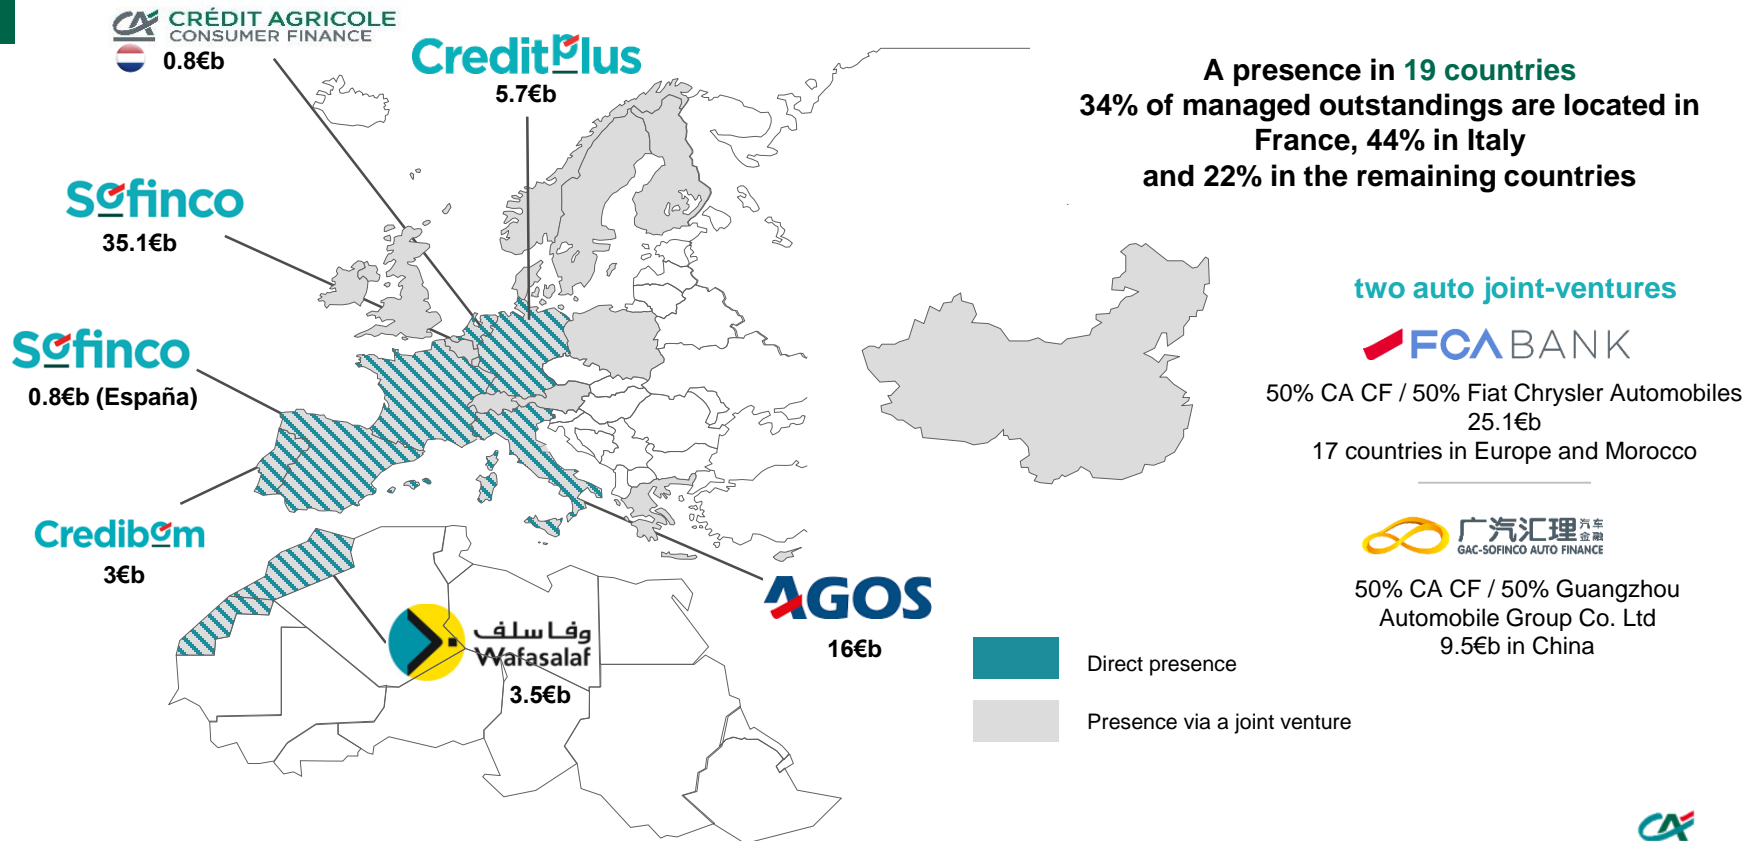 CRÉDIT AGRICOLE
CONSUMER FINANCE
0.8€b
CreditPlus
5.7€b
Sofinco
35.1€b
Sofinco
0.8€b (España)
Credibom
3€b
وفا سلف
Wafasalaf
3.5€b
AGOS
16€b
Direct presence
Presence via a joint venture
A presence in 19 countries
34% of managed outstandings are located in
France, 44% in Italy
and 22% in the remaining countries
two auto joint-ventures
FCA BANK
50% CA CF / 50% Fiat Chrysler Automobiles
25.1€b
17 countries in Europe and Morocco
广汽汇理 汽车金融
GAC-SOFINCO AUTO FINANCE
50% CA CF / 50% Guangzhou
Automobile Group Co. Ltd
9.5€b in China